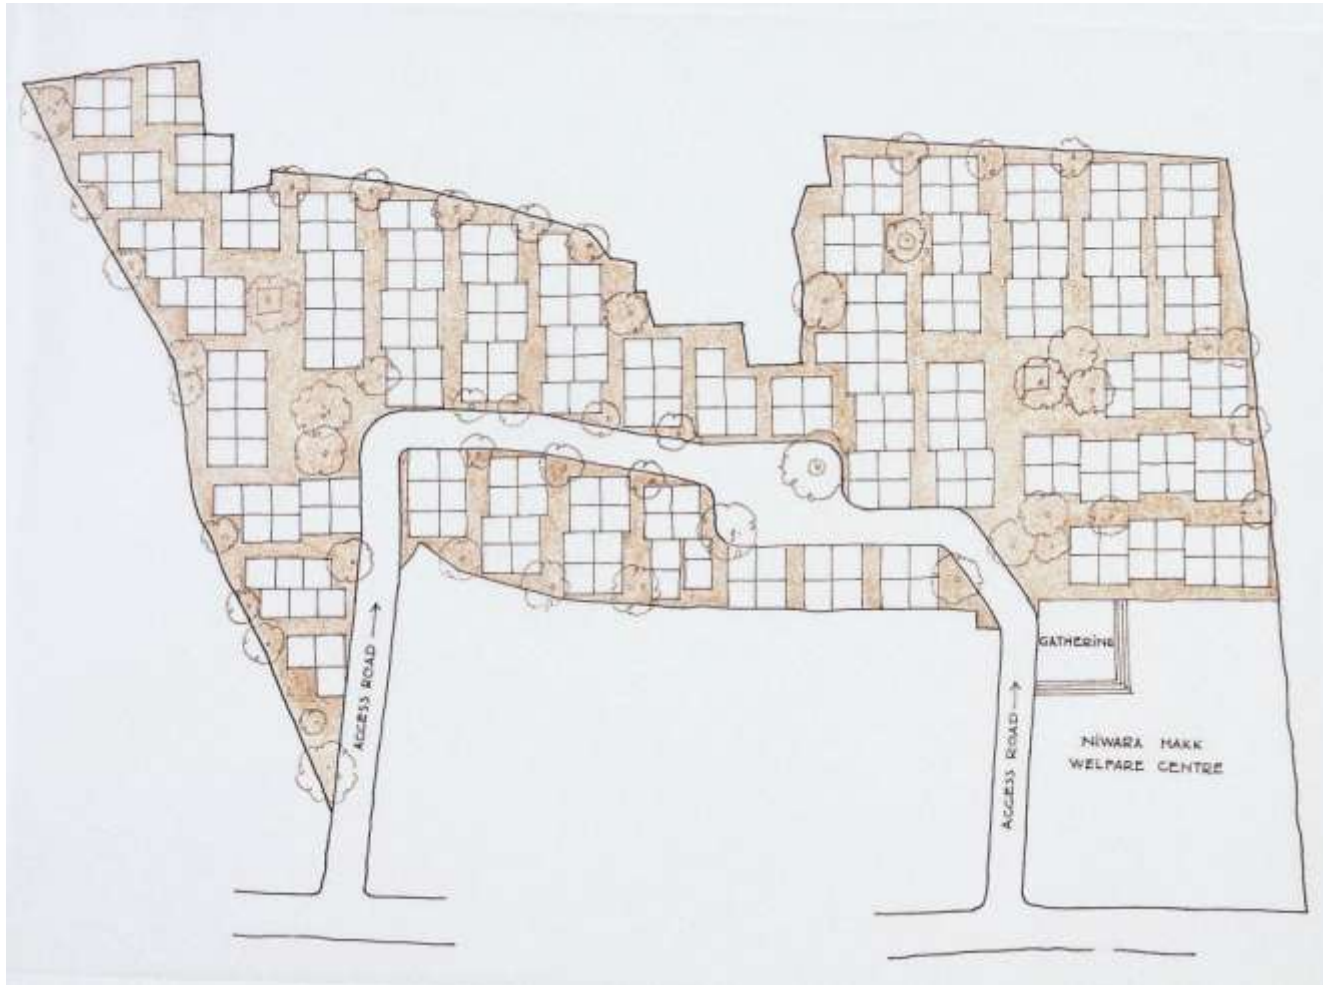 GATHERING
ACCESS ROAD →
ACCESS ROAD →
NIWARA HAKK
WELFARE CENTRE